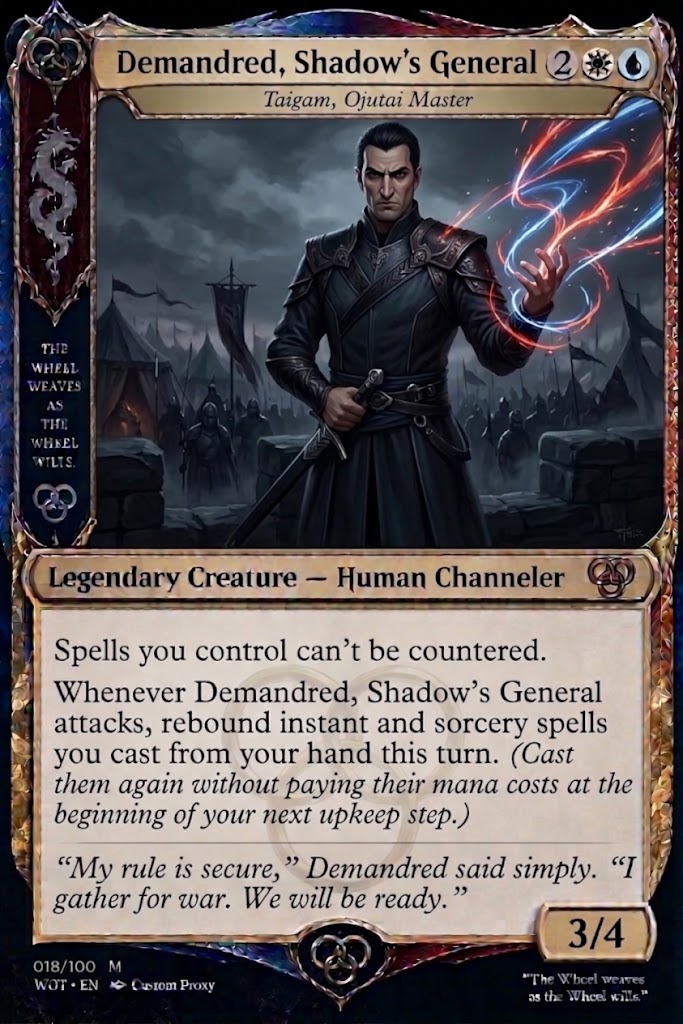 Demandred, Shadow's General 2
Taigam, Ojutai Master
THE
WHEEL
WEAVES
AS
THE
WHEEL
WILLS.
Legendary Creature — Human Channeler
Spells you control can't be countered.
Whenever Demandred, Shadow's General
attacks, rebound instant and sorcery spells
you cast from your hand this turn. (Cast
them again without paying their mana costs at the
beginning of your next upkeep step.)
"My rule is secure," Demandred said simply. "I
gather for war. We will be ready."
3/4
018/100 M
WOT • EN Custom Proxy
"The Wheel weaves
as the Wheel wills."